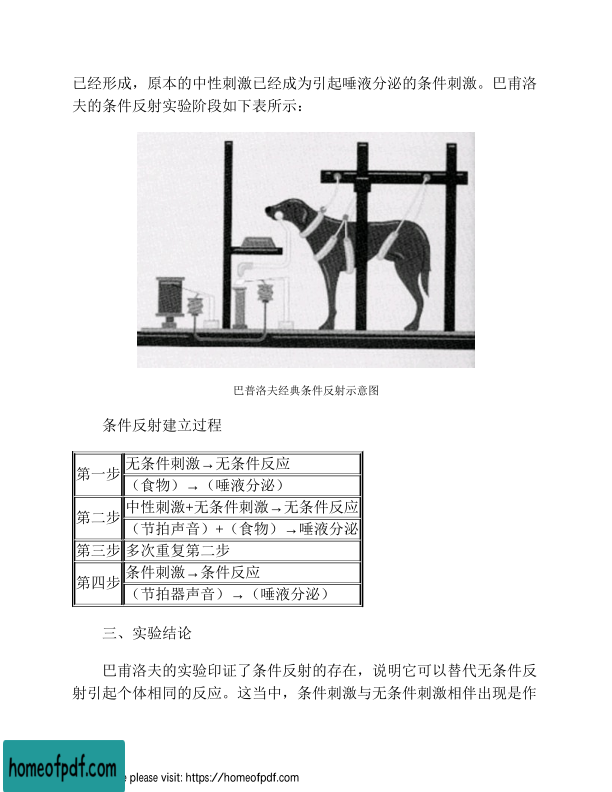 已经形成，原本的中性刺激已经成为引起唾液分泌的条件刺激。巴甫洛
夫的条件反射实验阶段如下表所示：
巴普洛夫经典条件反射示意图
条件反射建立过程
第一步
无条件刺激→无条件反应
（食物）→（唾液分泌）
第二步
中性刺激+无条件刺激→无条件反应
（节拍声音）+（食物）→唾液分泌
第三步 多次重复第二步
第四步
条件刺激→条件反应
（节拍器声音）→（唾液分泌）
三、实验结论
巴甫洛夫的实验印证了条件反射的存在，说明它可以替代无条件反
射引起个体相同的反应。这当中，条件刺激与无条件刺激相伴出现是作
homeofpdf.com
please visit: https://homeofpdf.com